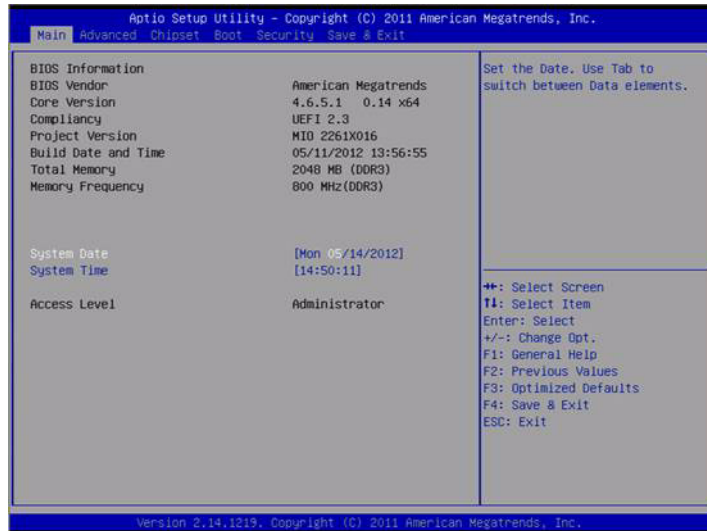 Aptio Setup Utility - Copyright (C) 2011 American Megatrends, Inc.
Main Advanced Chipset Boot Security Save & Exit
BIOS Information
BIOS Vendor American Megatrends
Core Version 4.6.5.1 0.14 x64
Compliancy UEFI 2.3
Project Version MIO 2261X016
Build Date and Time 05/11/2012 13:56:55
Total Memory 2048 MB (DDR3)
Memory Frequency 800 MHz(DDR3)
System Date [Mon 05/14/2012]
System Time [14:50:11]
Access Level Administrator
Set the Date. Use Tab to
switch between Data elements.
→←: Select Screen
↑↓: Select Item
Enter: Select
+/-: Change Opt.
F1: General Help
F2: Previous Values
F3: Optimized Defaults
F4: Save & Exit
ESC: Exit
Version 2.14.1219. Copyright (C) 2011 American Megatrends, Inc.